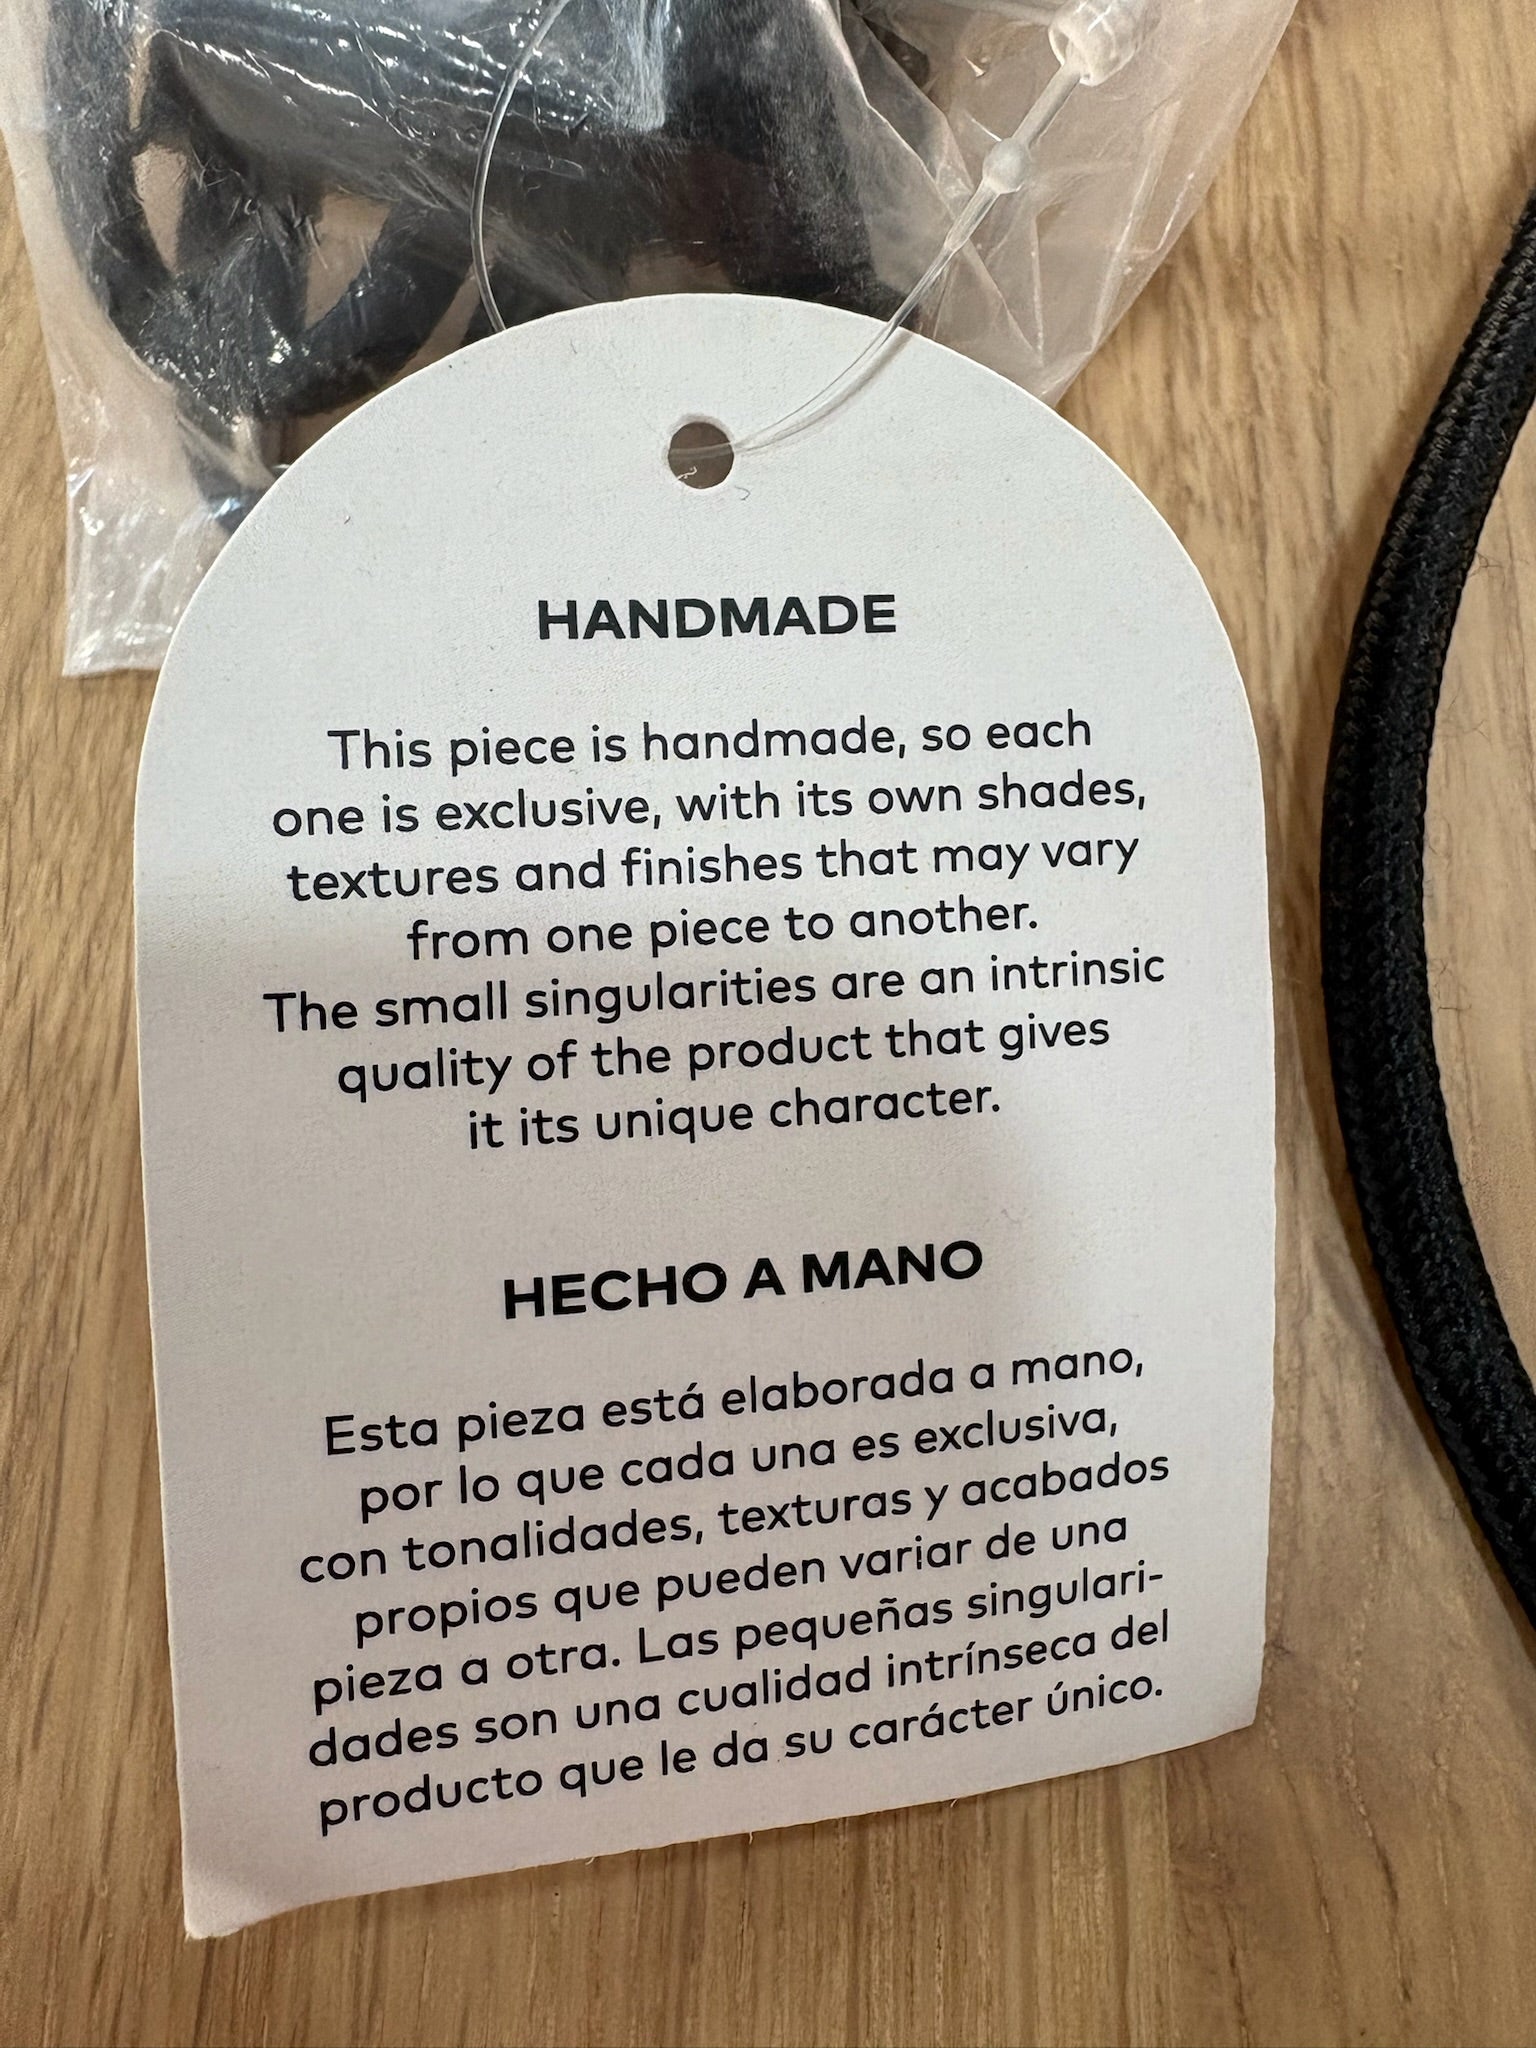 HANDMADE
This piece is handmade, so each
one is exclusive, with its own shades,
textures and finishes that may vary
from one piece to another.
The small singularities are an intrinsic
quality of the product that gives
it its unique character.
HECHO A MANO
Esta pieza está elaborada a mano,
por lo que cada una es exclusiva,
con tonalidades, texturas y acabados
propios que pueden variar de una
pieza a otra. Las pequeñas singulari-
dades son una cualidad intrínseca del
producto que le da su carácter único.